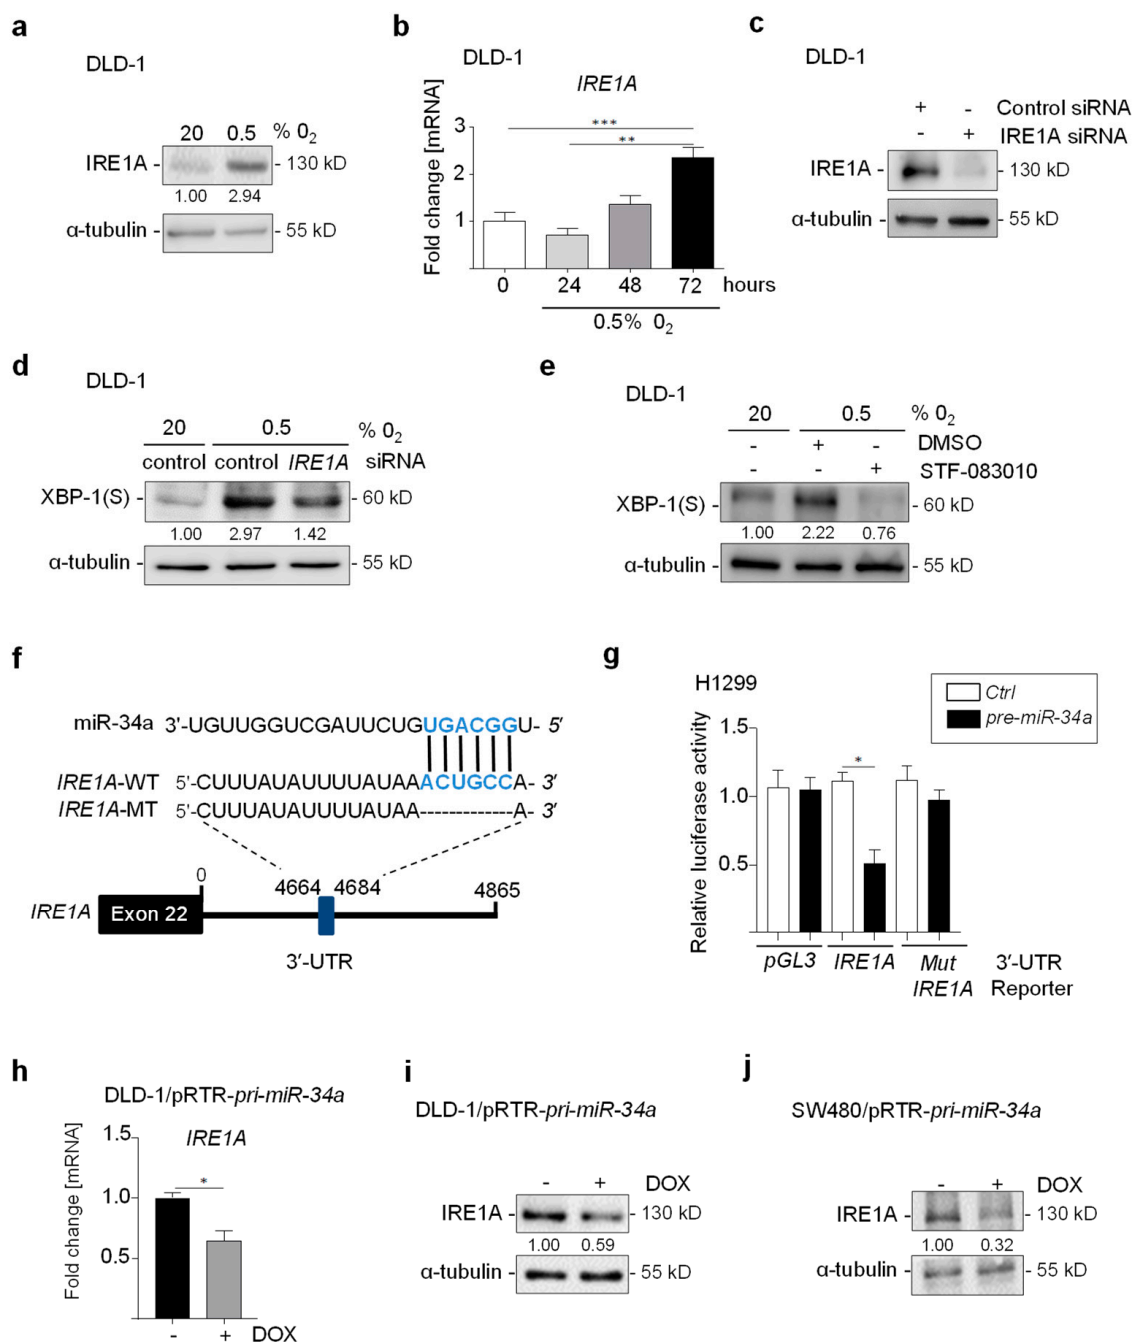 a
DLD-1
20 0.5 % 0₂
IRE1A - - 130 kD
1.00 2.94
α-tubulin - - 55 kD
b
DLD-1
IRE1A
Fold change [mRNA]
3
2
1
0 24 48 72 hours
0.5% 0₂
***
**
c
DLD-1
+ - Control siRNA
- + IRE1A siRNA
IRE1A - - 130 kD
α-tubulin - - 55 kD
d
DLD-1
20 0.5 % 0₂
control control IRE1A siRNA
XBP-1(S) - - 60 kD
1.00 2.97 1.42
α-tubulin - - 55 kD
e
DLD-1
20 0.5 % 0₂
- + - DMSO
- - + STF-083010
XBP-1(S) - - 60 kD
1.00 2.22 0.76
α-tubulin - - 55 kD
f
miR-34a 3'-UGUUGGUCGAUUCUGUGACGGU- 5'
IRE1A-WT 5'-CUUUAUAUUUUAUAAACUGCCA- 3'
IRE1A-MT 5'-CUUUAUAUUUUAUAA------------A- 3'
0 4664 4684 4865
IRE1A Exon 22
3'-UTR
g
H1299
Ctrl
pre-miR-34a
Relative luciferase activity
1.5
1.0
0.5
*
pGL3 IRE1A Mut IRE1A
3'-UTR
Reporter
h
DLD-1/pRTR-pri-miR-34a
IRE1A
Fold change [mRNA]
1.5
1.0
0.5
*
- + DOX
i
DLD-1/pRTR-pri-miR-34a
- + DOX
IRE1A - - 130 kD
1.00 0.59
α-tubulin - - 55 kD
j
SW480/pRTR-pri-miR-34a
- + DOX
IRE1A - - 130 kD
1.00 0.32
α-tubulin - - 55 kD